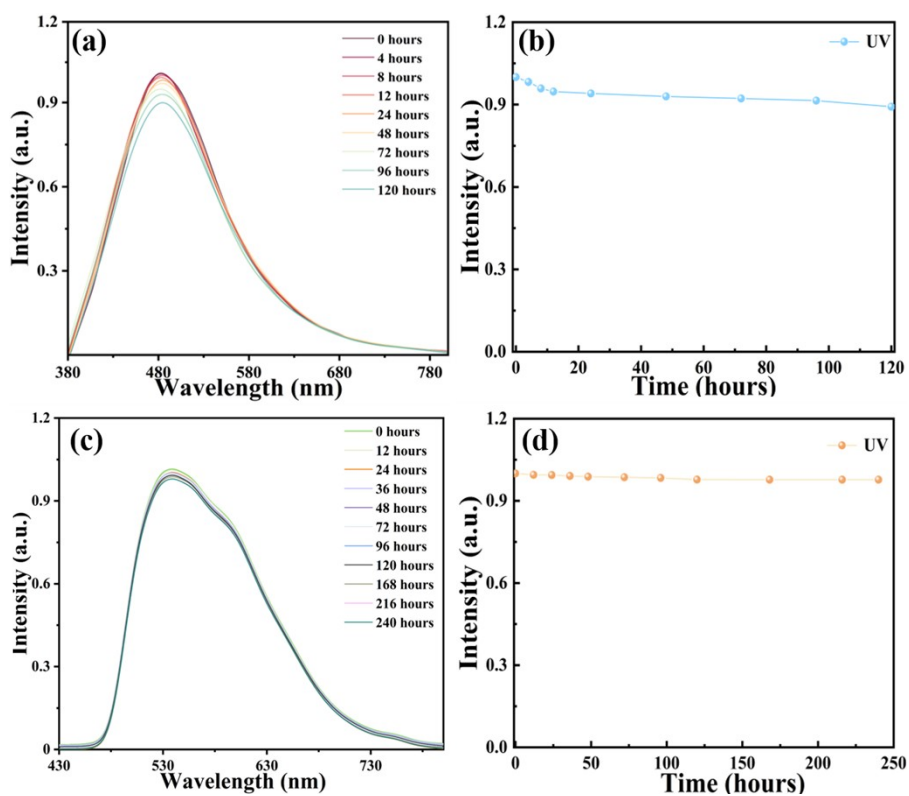 (a)
1.2
0.9
0.6
0.3
Intensity (a.u.)
0 hours
4 hours
8 hours
12 hours
24 hours
48 hours
72 hours
96 hours
120 hours
380
480
580
680
780
Wavelength (nm)
(b)
UV
1.2
0.9
0.6
0.3
0.0
Intensity (a.u.)
0
20
40
60
80
100
120
Time (hours)
(c)
1.2
0.9
0.6
0.3
0
Intensity (a.u.)
0 hours
12 hours
24 hours
36 hours
48 hours
72 hours
96 hours
120 hours
168 hours
216 hours
240 hours
430
530
630
730
Wavelength (nm)
(d)
UV
1.2
0.9
0.6
0.3
0.0
Intensity (a.u.)
0
50
100
150
200
250
Time (hours)